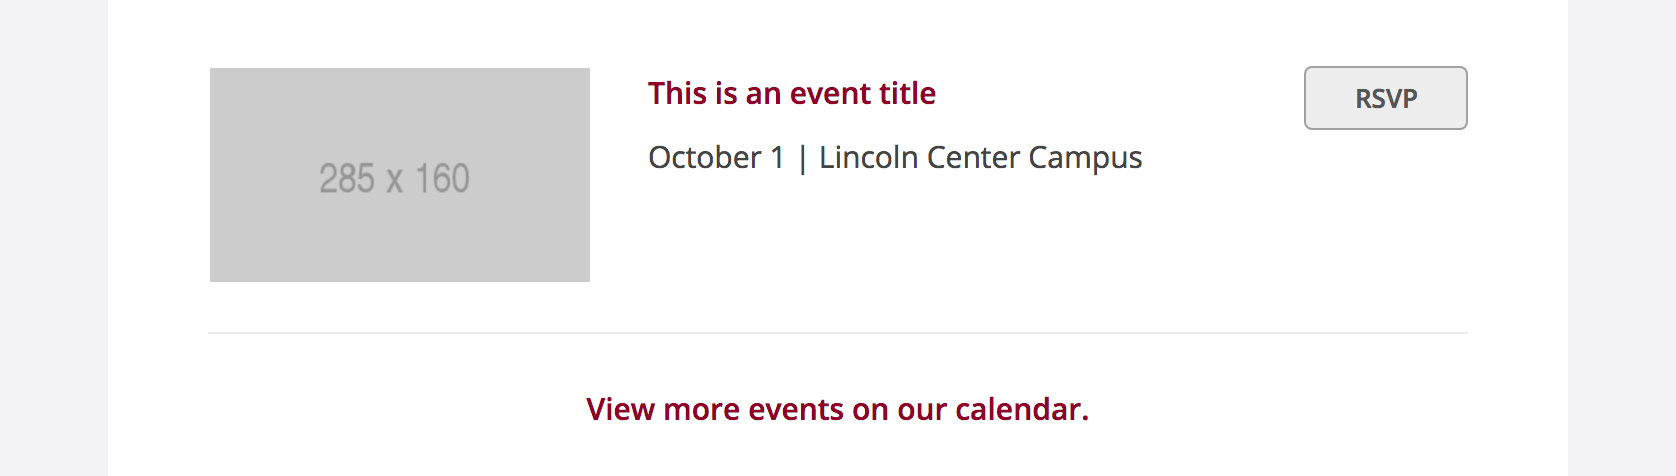 285 x 160
This is an event title
RSVP
October 1 | Lincoln Center Campus
View more events on our calendar.